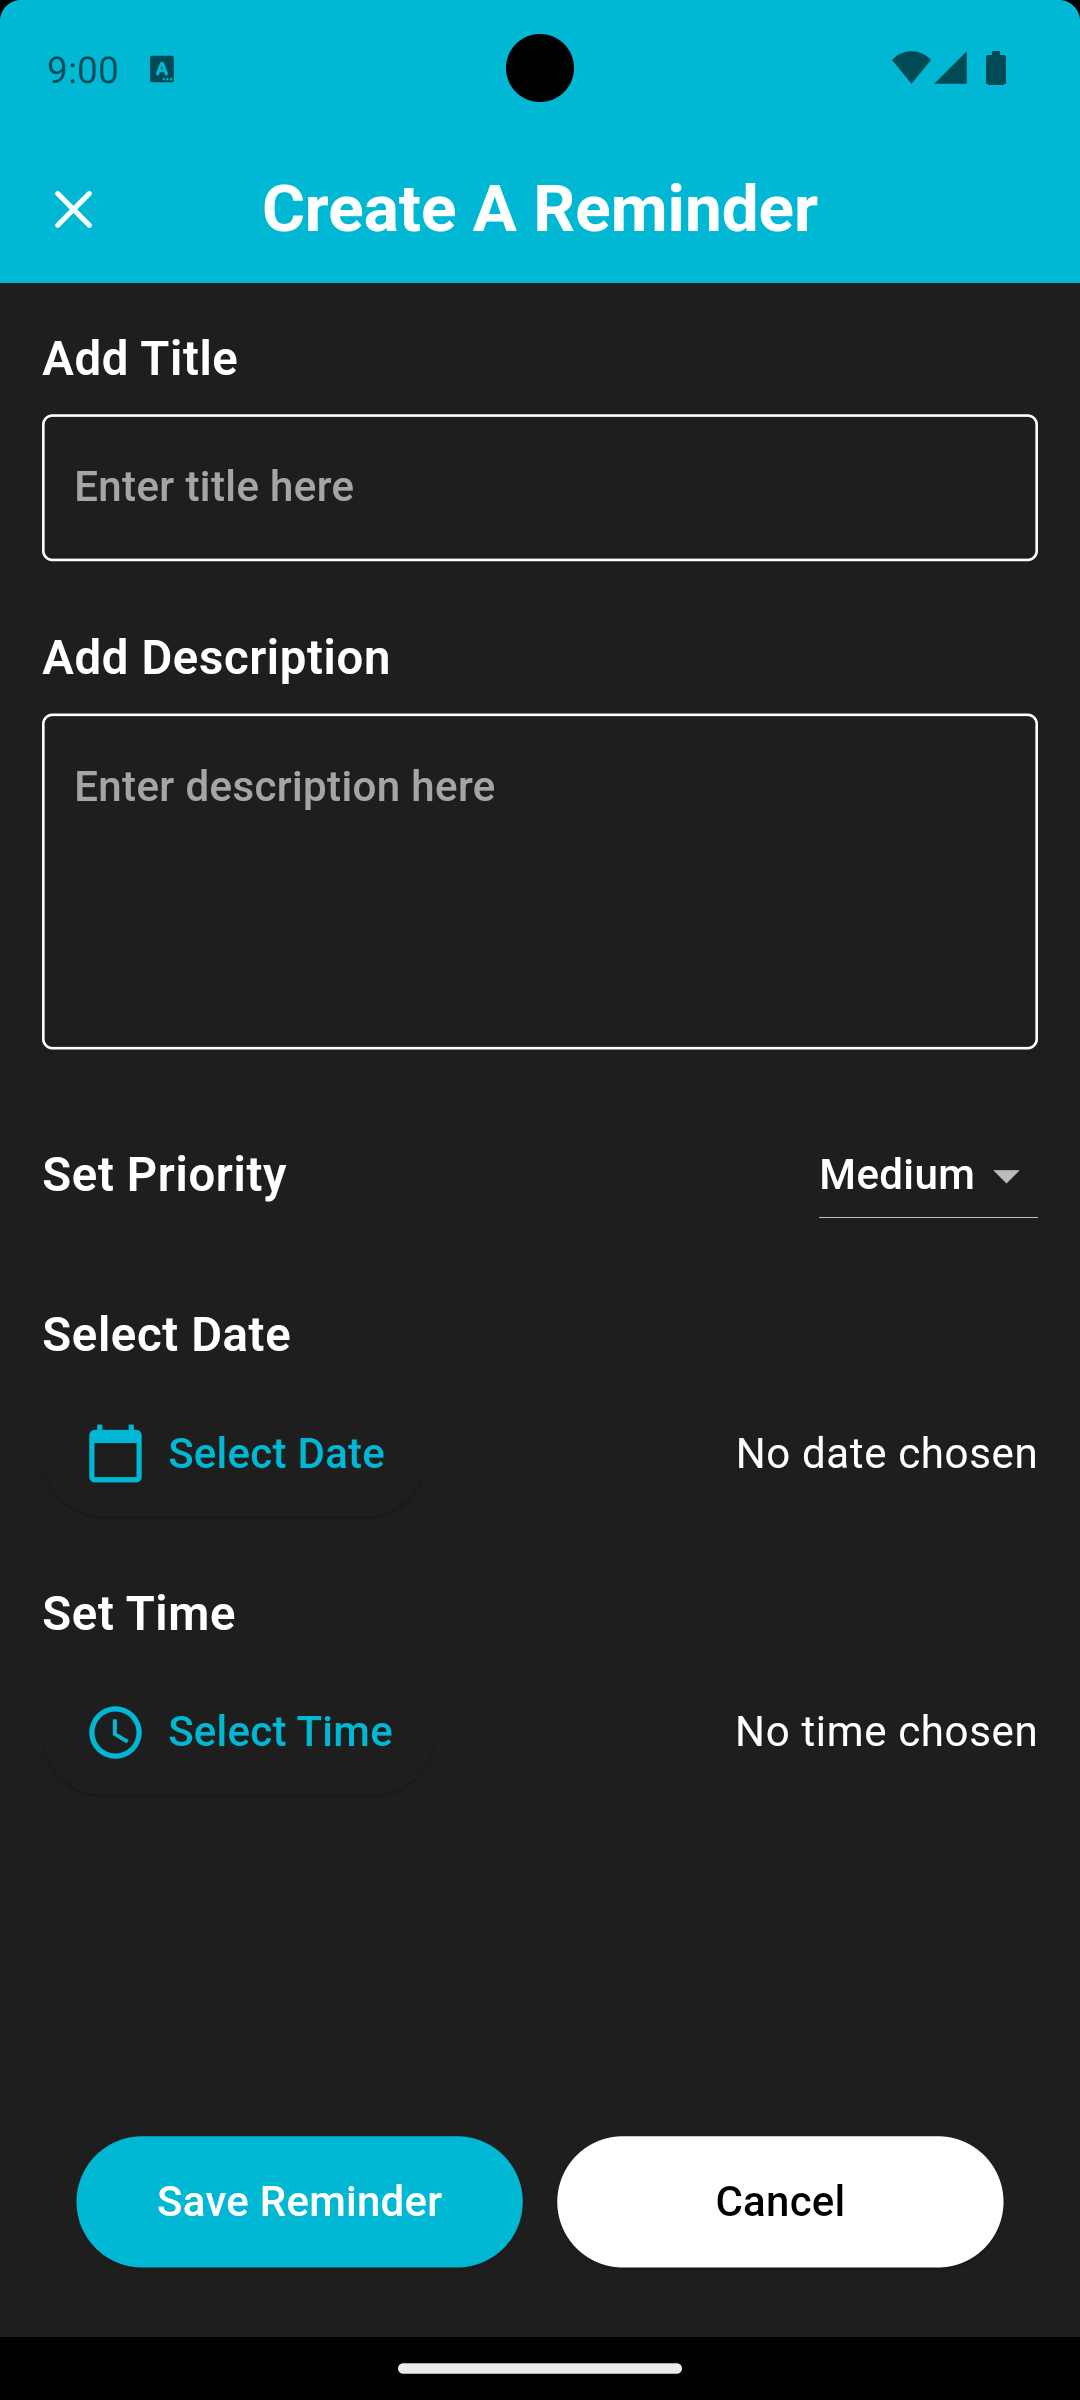 9:00
Create A Reminder
Add Title
Enter title here
Add Description
Enter description here
Set Priority
Medium
Select Date
Select Date
No date chosen
Set Time
Select Time
No time chosen
Save Reminder
Cancel